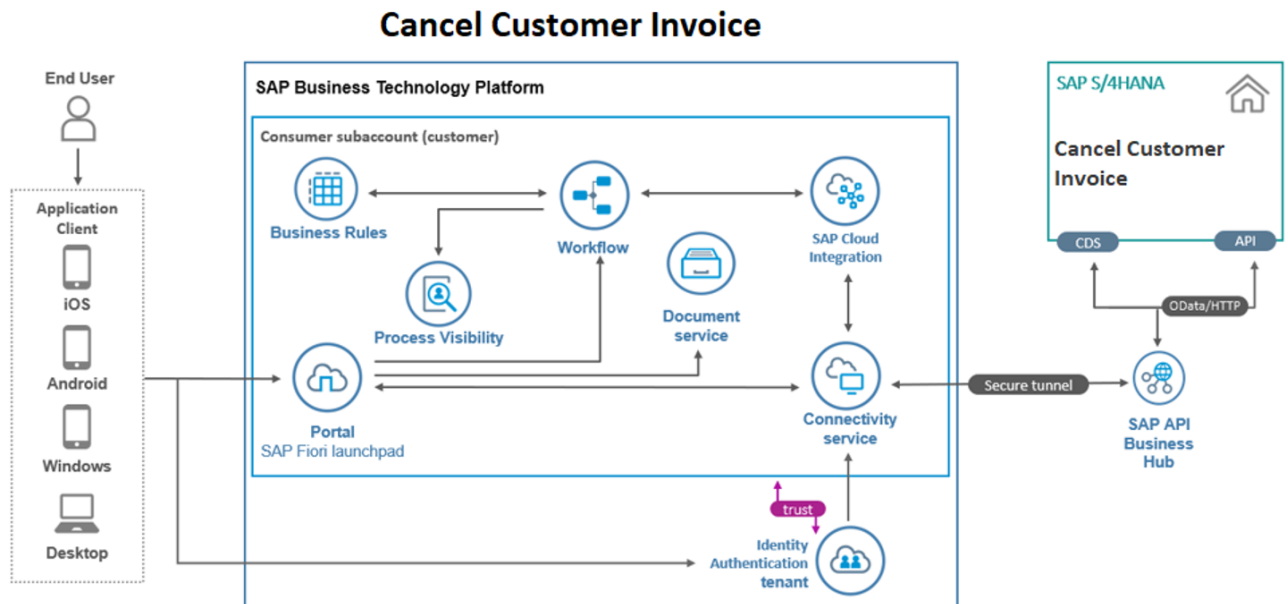 Cancel Customer Invoice
End User
Application
Client
iOS
Android
Windows
Desktop
SAP Business Technology Platform
Consumer subaccount (customer)
Business Rules
Workflow
SAP Cloud
Integration
Process Visibility
Document
service
Portal
SAP Fiori launchpad
Connectivity
service
trust
Identity
Authentication
tenant
Secure tunnel
SAP S/4HANA
Cancel Customer
Invoice
CDS
API
OData/HTTP
SAP API
Business
Hub